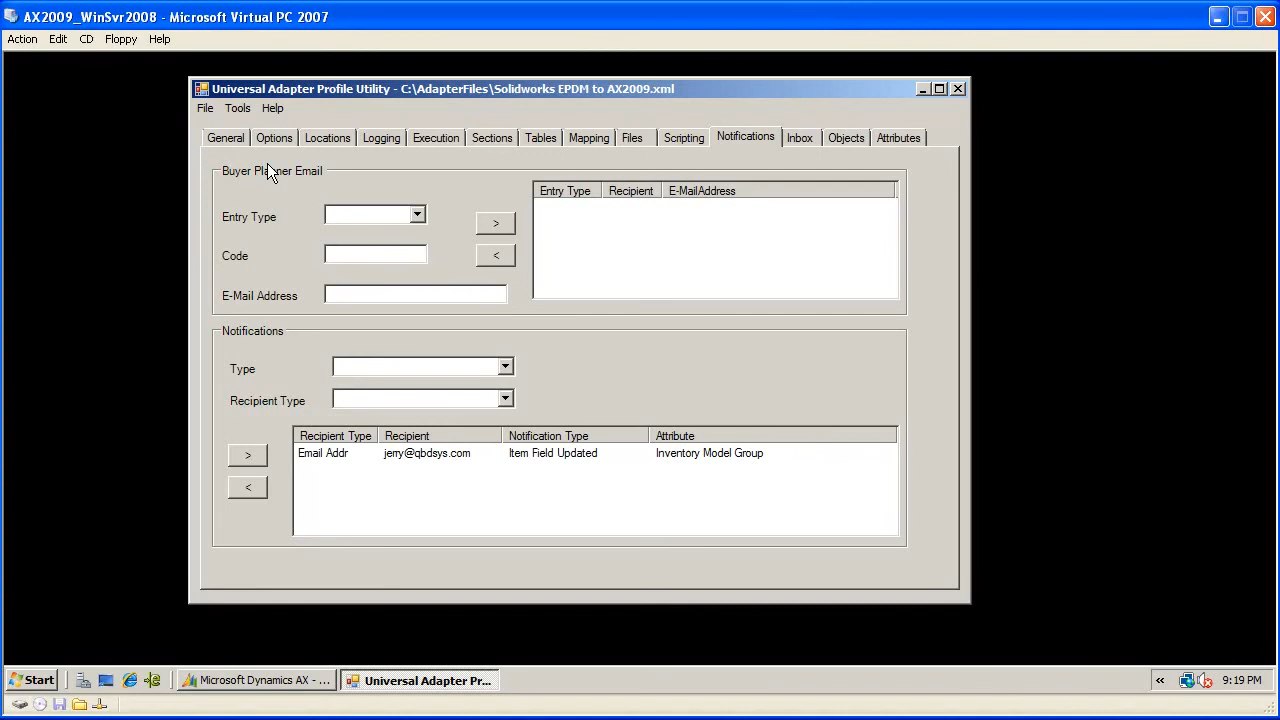 AX2009_WinSvr2008 - Microsoft Virtual PC 2007
Action Edit CD Floppy Help
Universal Adapter Profile Utility - C:\AdapterFiles\Solidworks EPDM to AX2009.xml
File Tools Help
General Options Locations Logging Execution Sections Tables Mapping Files Scripting Notifications Inbox Objects Attributes
Buyer Planner Email
Entry Type Recipient E-MailAddress
Entry Type
>
Code
<
E-Mail Address
Notifications
Type
Recipient Type
Recipient Type Recipient Notification Type Attribute
Email Addr jerry@qbdsys.com Item Field Updated Inventory Model Group
>
<
Start Microsoft Dynamics AX - ... Universal Adapter Pr... « 9:19 PM